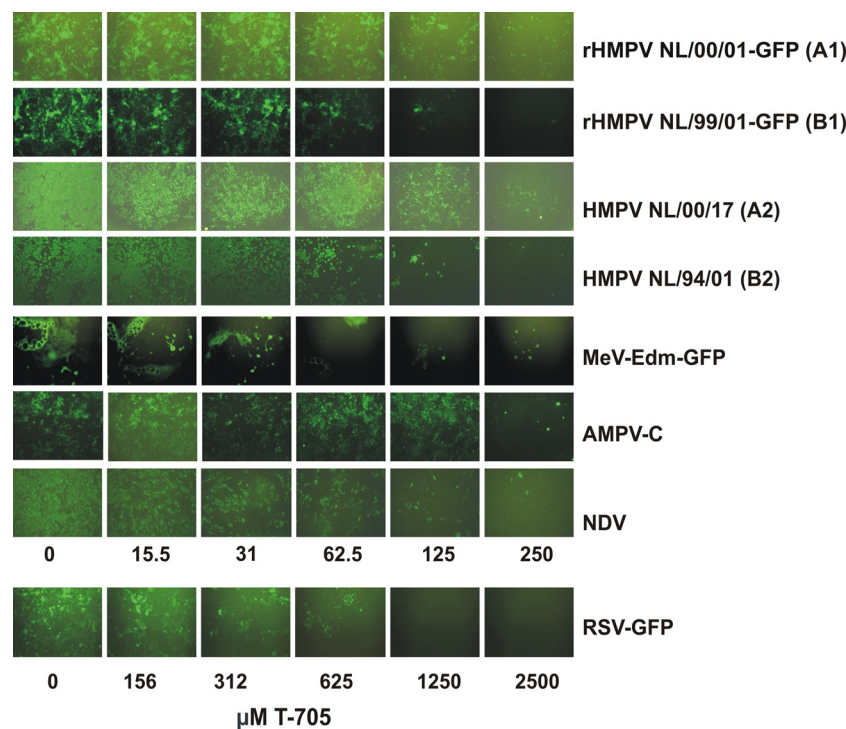 rHMPV NL/00/01-GFP (A1)
rHMPV NL/99/01-GFP (B1)
HMPV NL/00/17 (A2)
HMPV NL/94/01 (B2)
MeV-Edm-GFP
AMPV-C
NDV
0 15.5 31 62.5 125 250
RSV-GFP
0 156 312 625 1250 2500
µM T-705